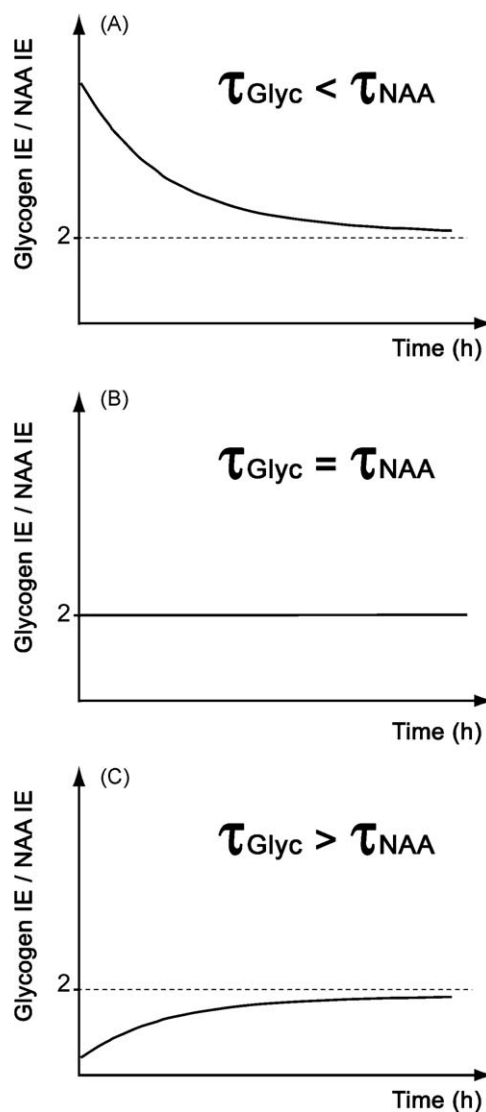 (A)
Glycogen IE / NAA IE
τGlyc < τNAA
2
Time (h)
(B)
Glycogen IE / NAA IE
τGlyc = τNAA
2
Time (h)
(C)
Glycogen IE / NAA IE
τGlyc > τNAA
2
Time (h)